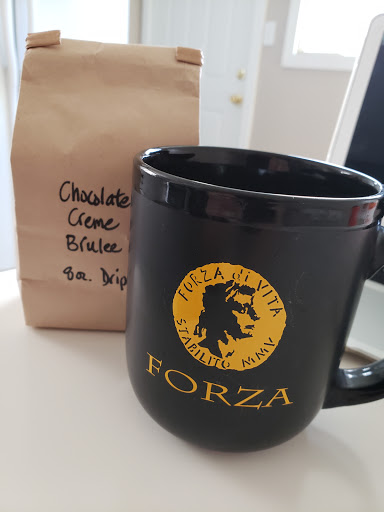 Chocolate
Creme
Brulee
8oz. Drip
FORZA di VITA
STABILITO MMV
FORZA